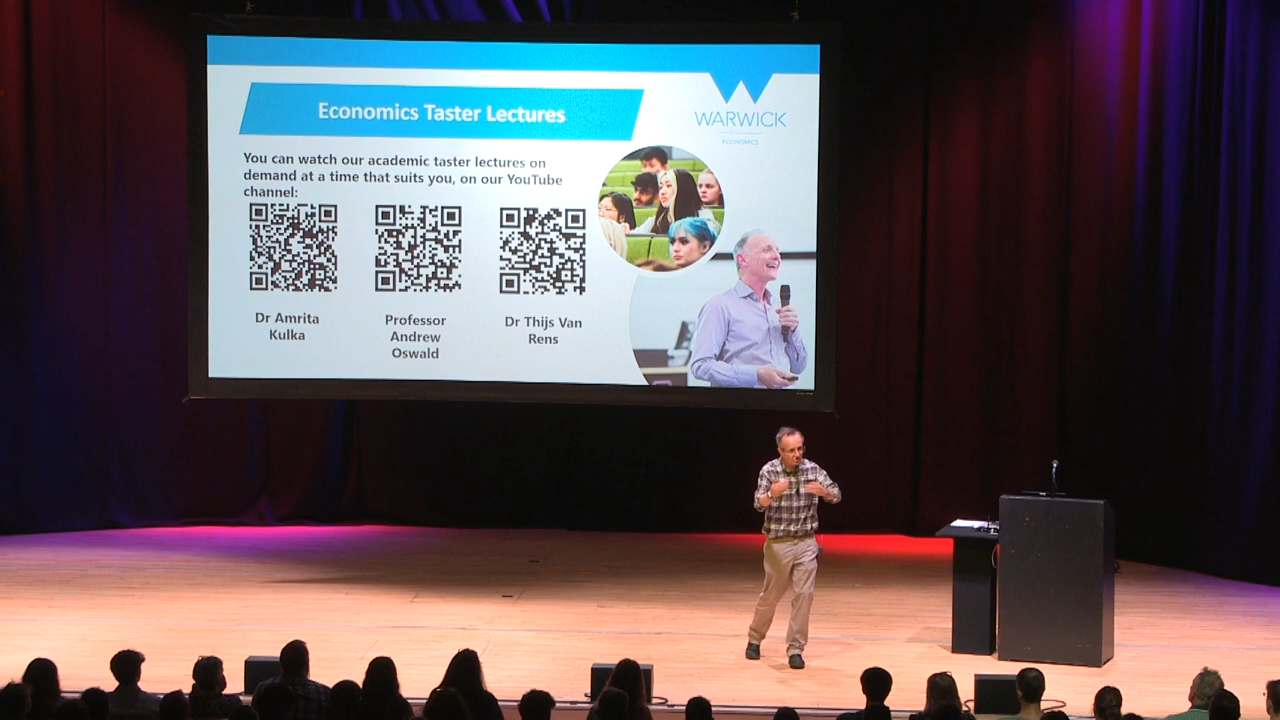 Economics Taster Lectures
WARWICK
ECONOMICS
You can watch our academic taster lectures on
demand at a time that suits you, on our YouTube
channel:
Dr Amrita
Kulka
Professor
Andrew
Oswald
Dr Thijs Van
Rens